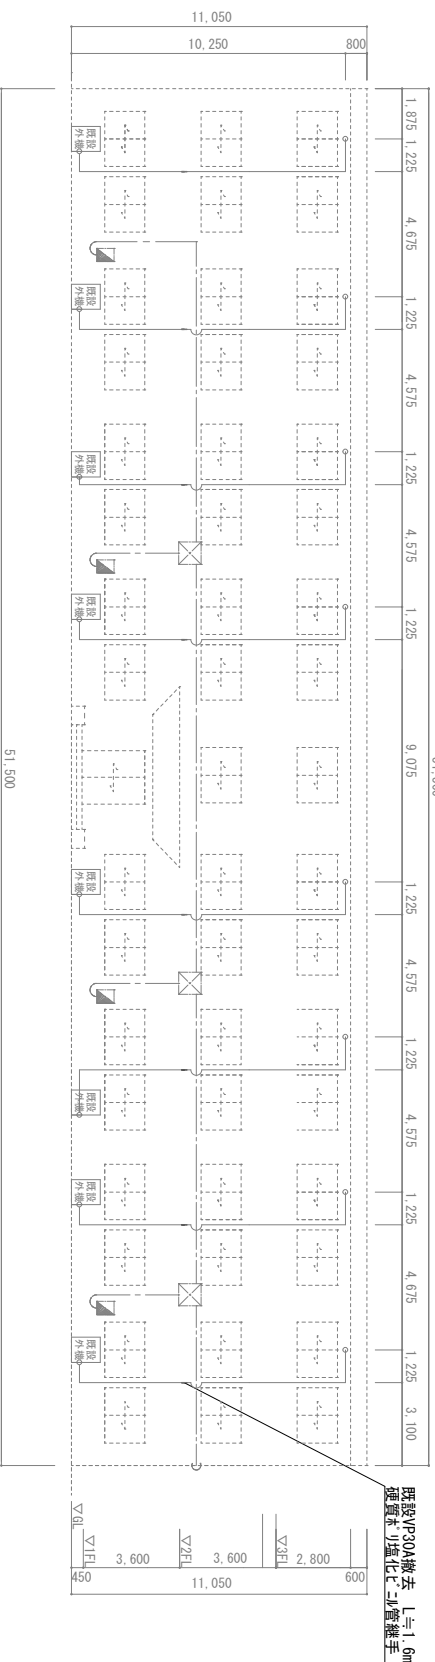 11,050
10,250
800
1,875
1,225
4,675
1,225
4,575
1,225
4,575
1,225
9,075
1,225
4,575
1,225
4,575
1,225
4,675
1,225
3,100
51,500
既設
外機
既設
外機
既設
外機
既設
外機
既設
外機
既設
外機
既設
外機
既設
外機
既設VP30A撤去 L≒1.6m
硬質ポリ塩化ビニル管継手
▽GL
▽1FL
▽2FL
▽3FL
450
3,600
3,600
2,800
600
11,050